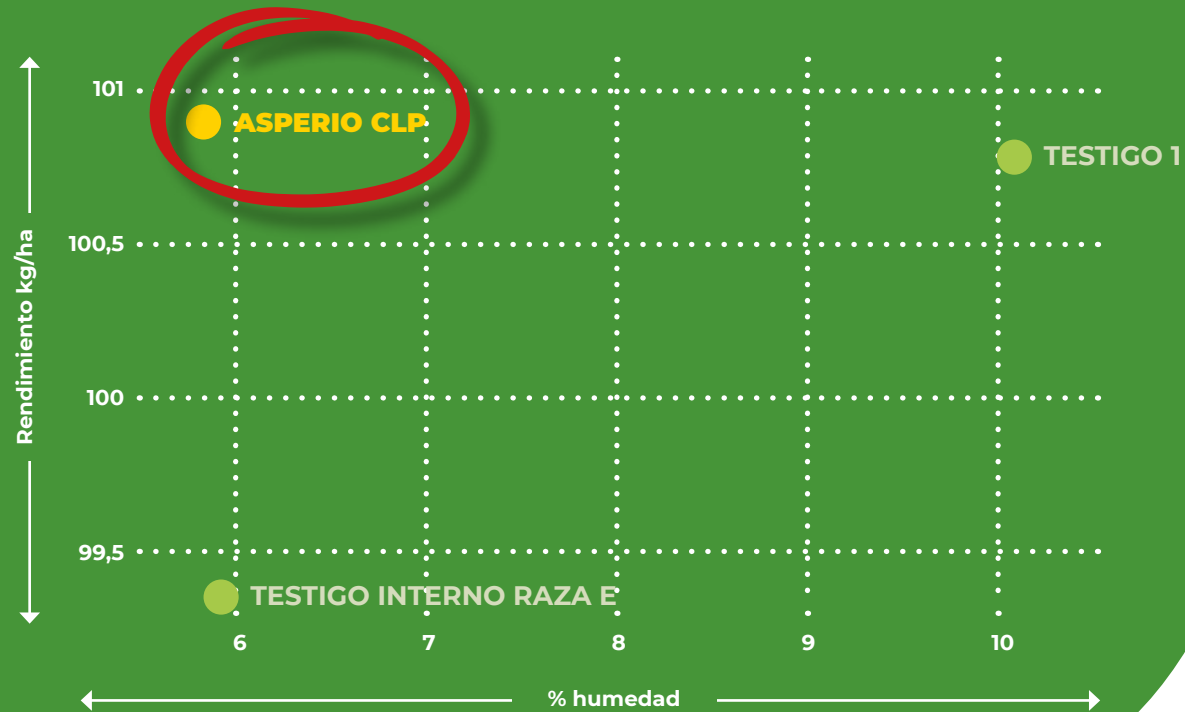 Rendimiento kg/ha
101
100,5
100
99,5
ASPERIO CLP
TESTIGO 1
TESTIGO INTERNO RAZA E
6
7
8
9
10
% humedad